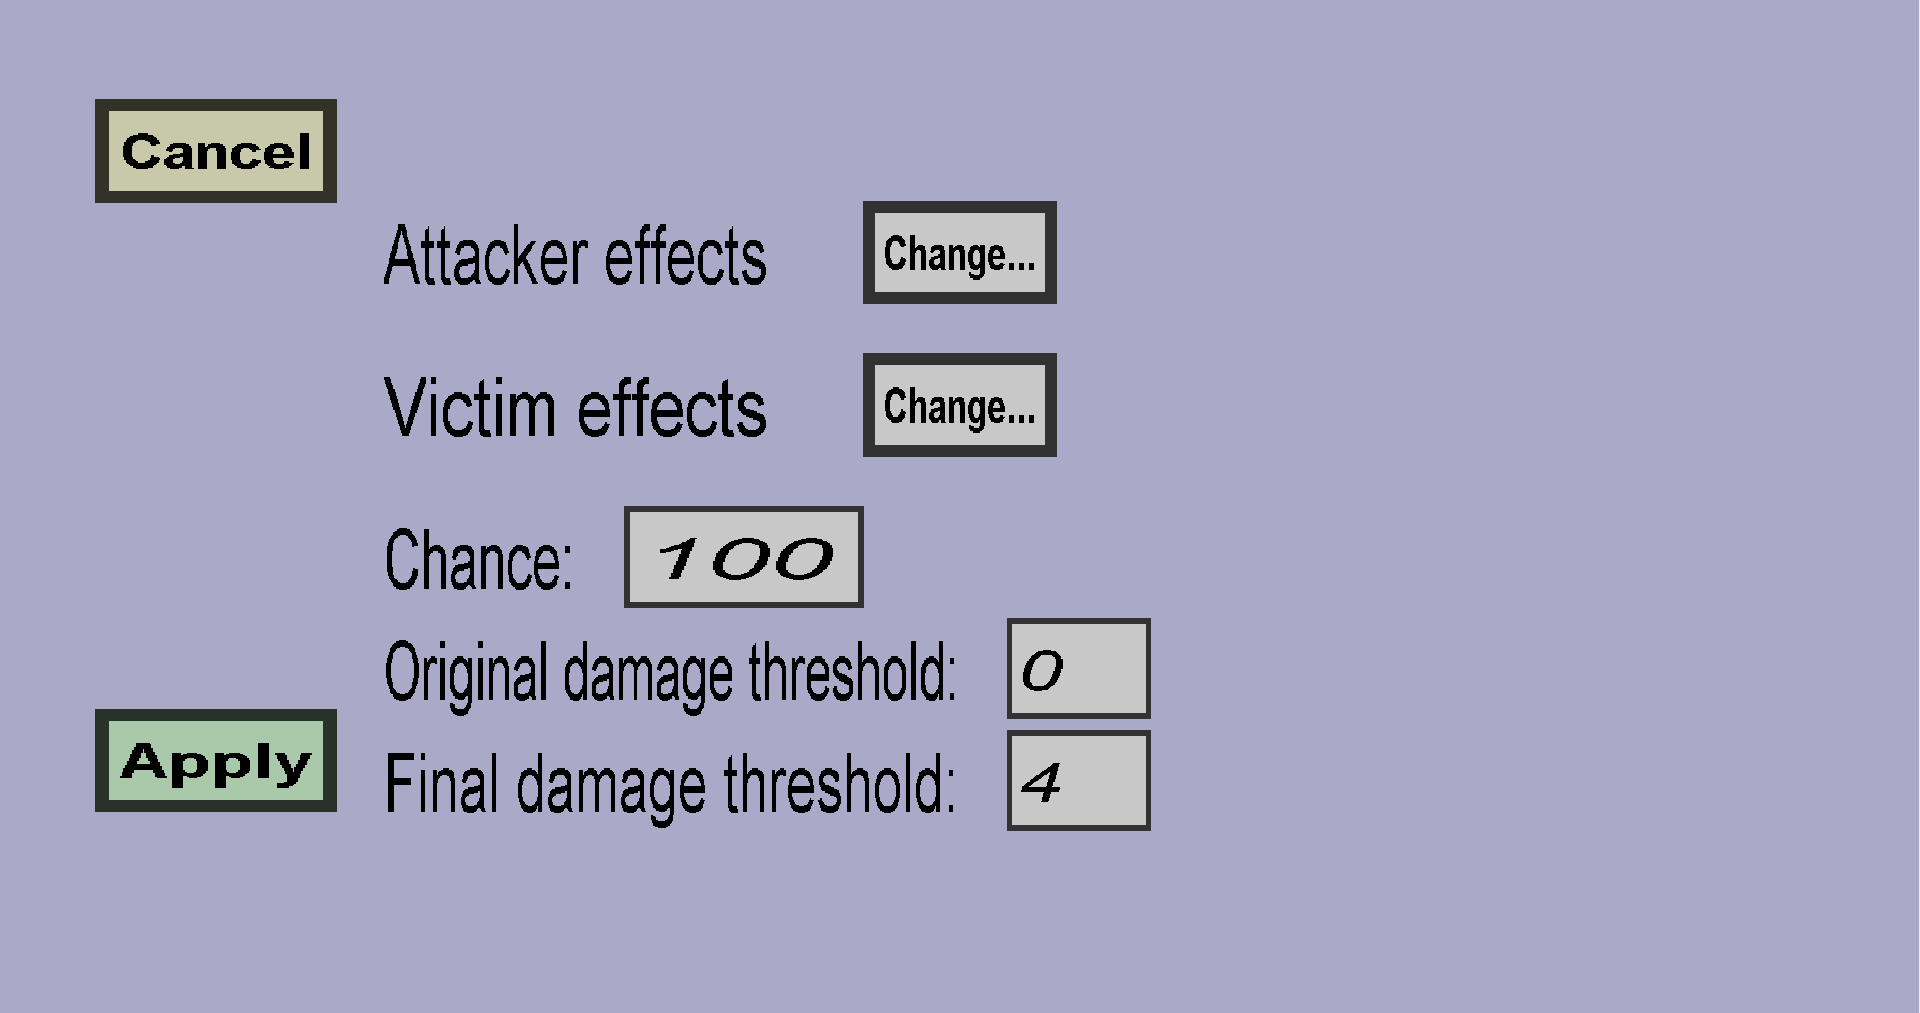 Cancel
Attacker effects Change...
Victim effects Change...
Chance: 100
Original damage threshold: 0
Apply
Final damage threshold: 4